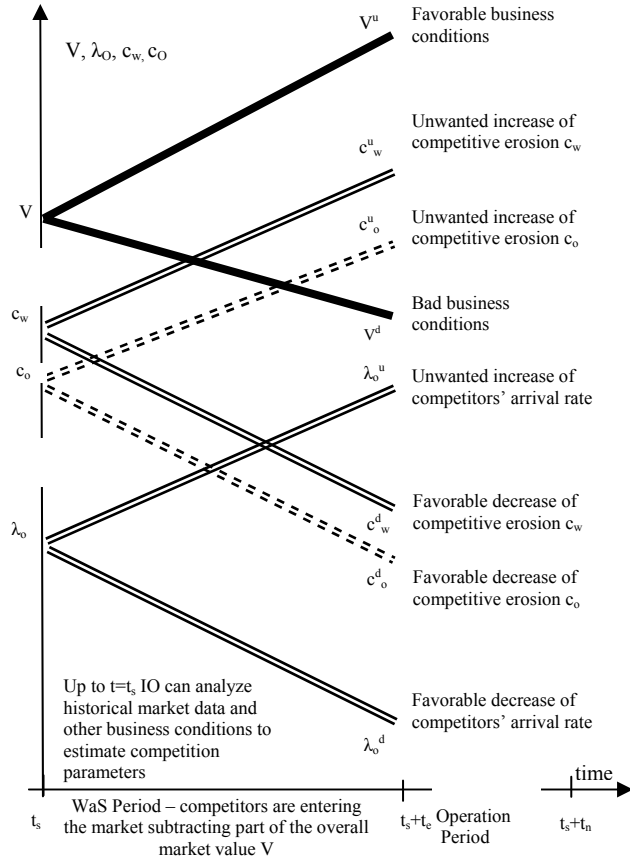 V, λO, cw, cO
Vu
Favorable business
conditions
Unwanted increase of
competitive erosion cw
cuw
V
cuo
Unwanted increase of
competitive erosion co
cw
Bad business
conditions
Vd
co
λou
Unwanted increase of
competitors’ arrival rate
λo
Favorable decrease of
competitive erosion cw
cdw
cdo
Favorable decrease of
competitive erosion co
Up to t=ts IO can analyze
historical market data and
other business conditions to
estimate competition
parameters
Favorable decrease of
competitors’ arrival rate
λod
time
ts
WaS Period – competitors are entering
the market subtracting part of the overall
market value V
ts+te Operation
Period
ts+tn